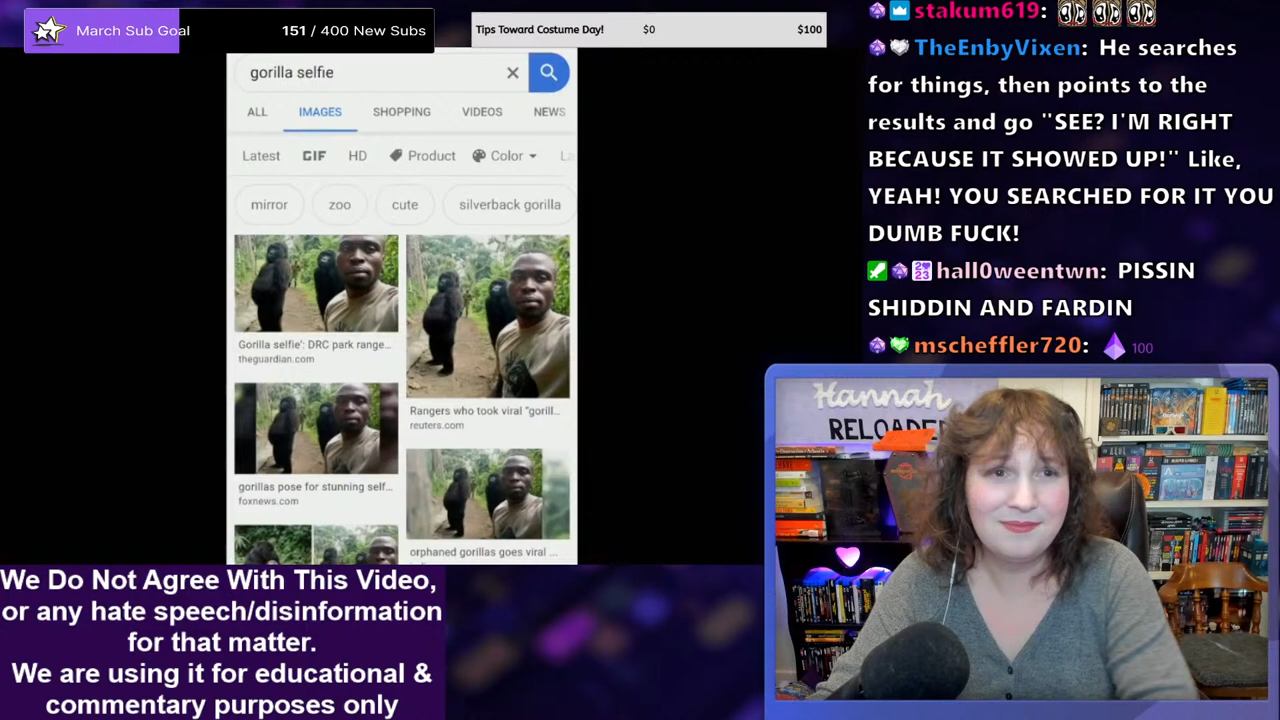 March Sub Goal
151 / 400 New Subs
Tips Toward Costume Day!
$0
$100
gorilla selfie
ALL
IMAGES
SHOPPING
VIDEOS
NEWS
Latest
GIF
HD
Product
Color
La
mirror
zoo
cute
silverback gorilla
Gorilla selfie': DRC park range...
theguardian.com
Rangers who took viral "gorill...
reuters.com
gorillas pose for stunning self...
foxnews.com
orphaned gorillas goes viral ...
We Do Not Agree With This Video,
or any hate speech/disinformation
for that matter.
We are using it for educational &
commentary purposes only
stakum619:
TheEnbyVixen: He searches
for things, then points to the
results and go "SEE? I'M RIGHT
BECAUSE IT SHOWED UP!" Like,
YEAH! YOU SEARCHED FOR IT YOU
DUMB FUCK!
hall0weentwn: PISSIN
SHIDDIN AND FARDIN
mscheffler720: 100
Hannah
RELOADED